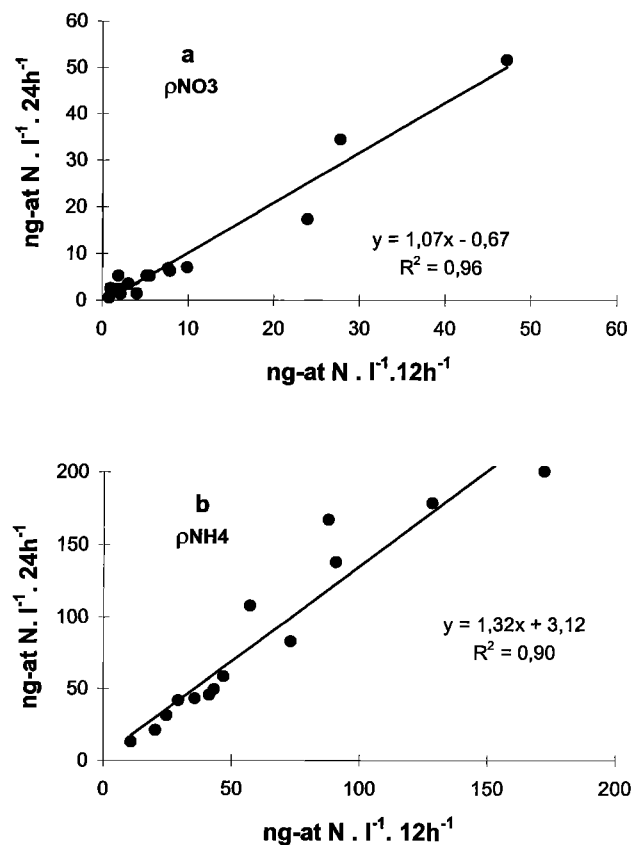 60
a
50
ρNO3
40
30
20
y = 1,07x - 0,67
10
R² = 0,96
0
ng-at N . l⁻¹. 24h⁻¹
0 10 20 30 40 50 60
ng-at N . l⁻¹.12h⁻¹
200
b
ρNH4
150
100
y = 1,32x + 3,12
R² = 0,90
50
0
ng-at N. l⁻¹. 24h⁻¹
0 50 100 150 200
ng-at N . l⁻¹. 12h⁻¹